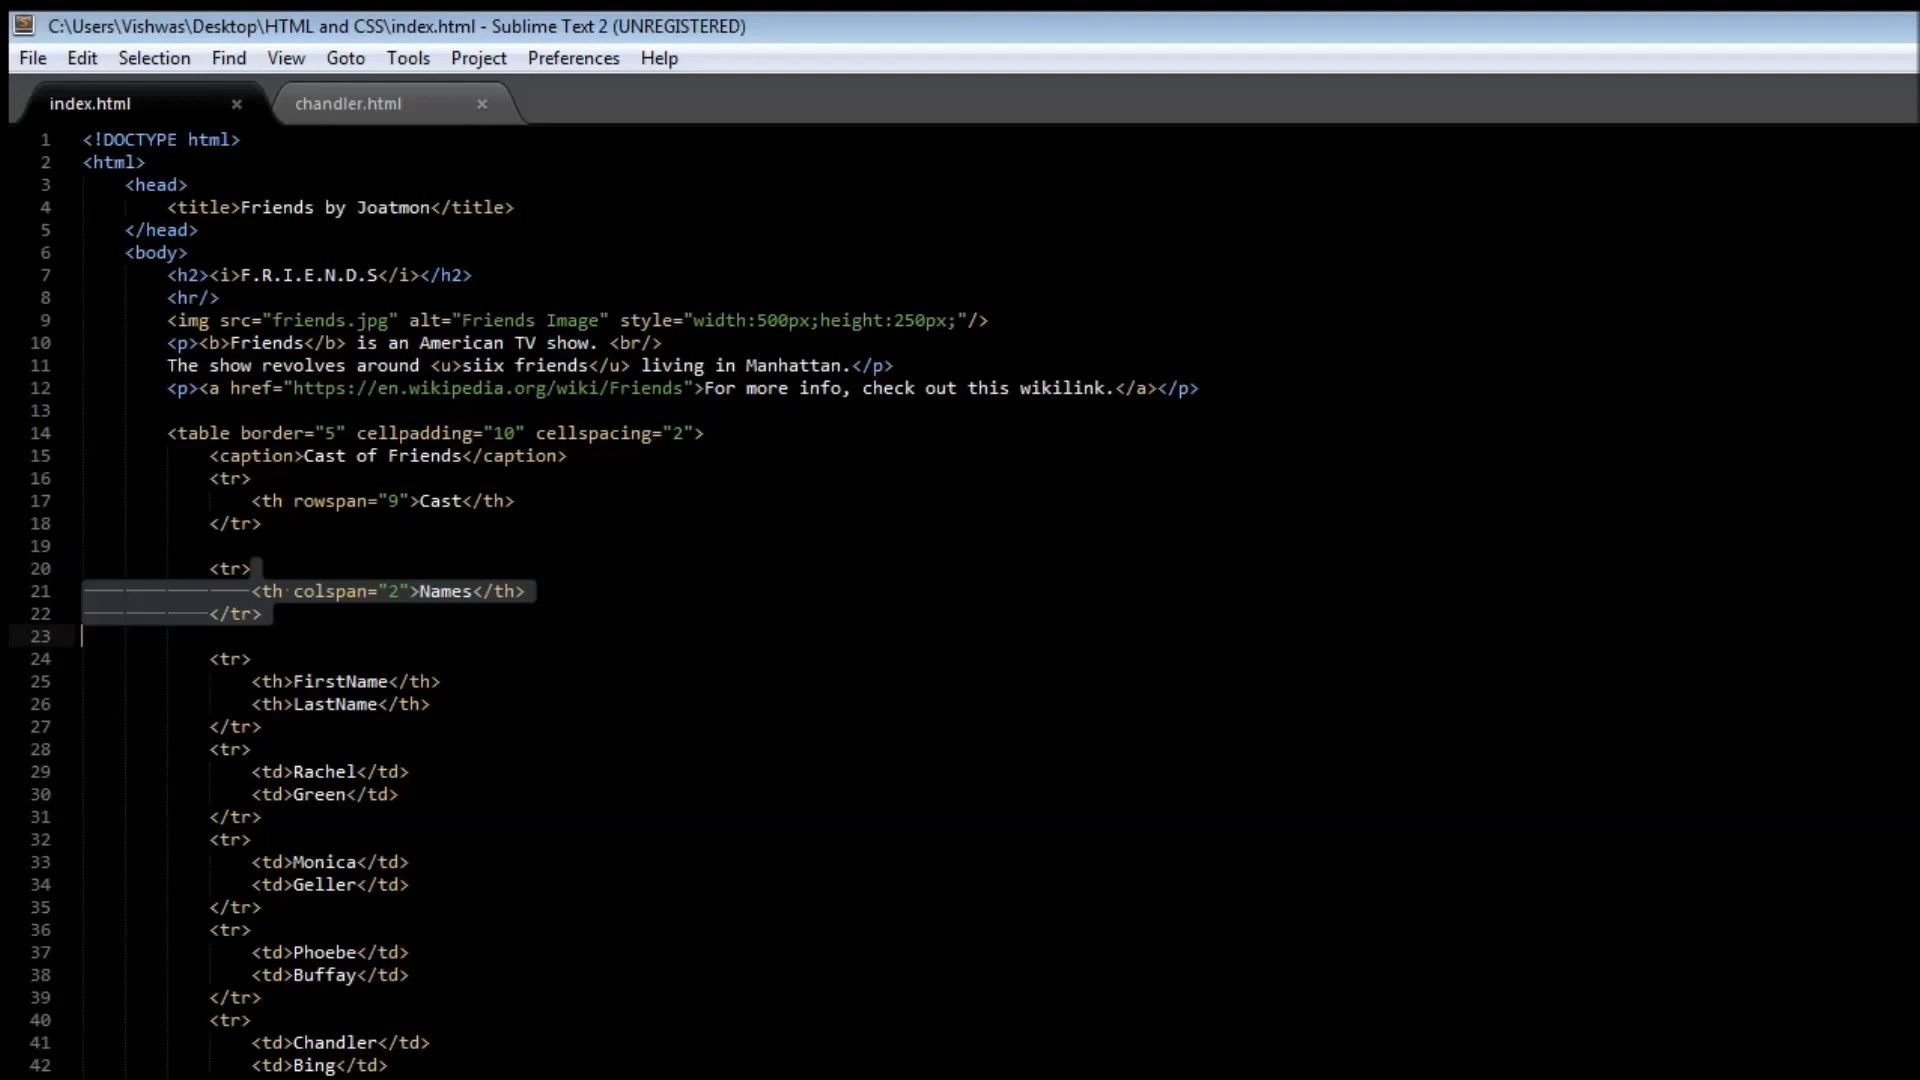 C:\Users\Vishwas\Desktop\HTML and CSS\index.html - Sublime Text 2 (UNREGISTERED)
File Edit Selection Find View Goto Tools Project Preferences Help
index.html × chandler.html ×
1 <!DOCTYPE html>
2 <html>
3 <head>
4 <title>Friends by Joatmon</title>
5 </head>
6 <body>
7 <h2><i>F.R.I.E.N.D.S</i></h2>
8 <hr/>
9 <img src="friends.jpg" alt="Friends Image" style="width:500px;height:250px;"/>
10 <p><b>Friends</b> is an American TV show. <br/>
11 The show revolves around <u>siix friends</u> living in Manhattan.</p>
12 <p><a href="https://en.wikipedia.org/wiki/Friends">For more info, check out this wikilink.</a></p>
13
14 <table border="5" cellpadding="10" cellspacing="2">
15 <caption>Cast of Friends</caption>
16 <tr>
17 <th rowspan="9">Cast</th>
18 </tr>
19
20 <tr>
21 <th colspan="2">Names</th>
22 </tr>
23
24 <tr>
25 <th>FirstName</th>
26 <th>LastName</th>
27 </tr>
28 <tr>
29 <td>Rachel</td>
30 <td>Green</td>
31 </tr>
32 <tr>
33 <td>Monica</td>
34 <td>Geller</td>
35 </tr>
36 <tr>
37 <td>Phoebe</td>
38 <td>Buffay</td>
39 </tr>
40 <tr>
41 <td>Chandler</td>
42 <td>Bing</td>